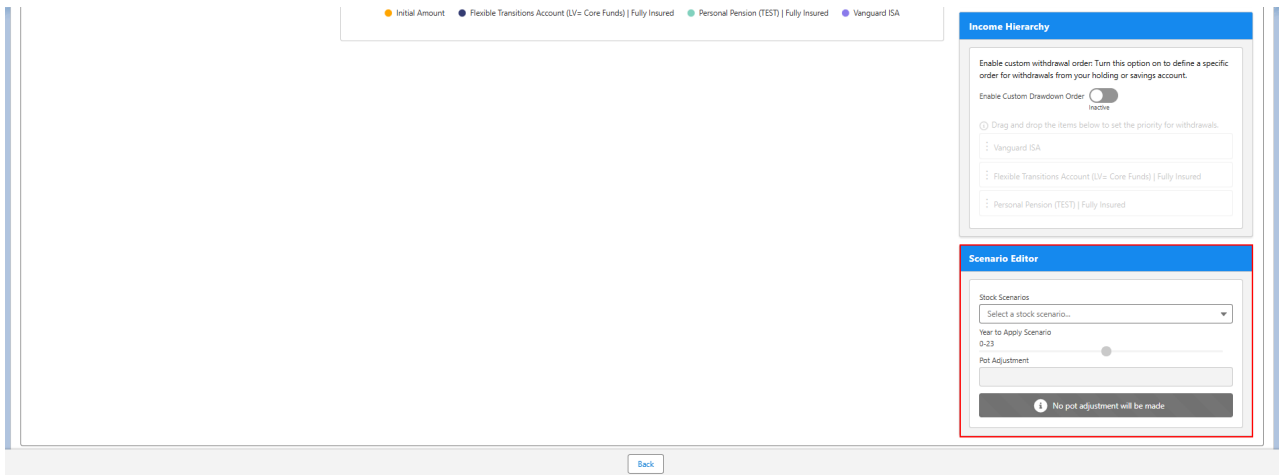 Initial Amount Flexible Transitions Account (LV= Core Funds) | Fully Insured Personal Pension (TEST) | Fully Insured Vanguard ISA
Income Hierarchy
Enable custom withdrawal order: Turn this option on to define a specific
order for withdrawals from your holding or savings account.
Enable Custom Drawdown Order
Inactive
Drag and drop the items below to set the priority for withdrawals.
Vanguard ISA
Flexible Transitions Account (LV= Core Funds) | Fully Insured
Personal Pension (TEST) | Fully Insured
Scenario Editor
Stock Scenarios
Select a stock scenario...
Year to Apply Scenario
0-23
Pot Adjustment
No pot adjustment will be made
Back